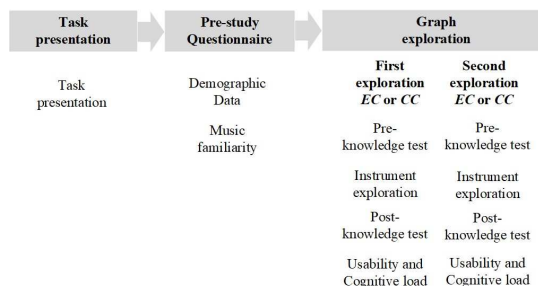 Task
presentation
Pre-study
Questionnaire
Graph
exploration
Task
presentation
Demographic
Data
Music
familiarity
First
exploration
EC or CC
Pre-
knowledge test
Instrument
exploration
Post-
knowledge test
Usability and
Cognitive load
Second
exploration
EC or CC
Pre-
knowledge test
Instrument
exploration
Post-
knowledge test
Usability and
Cognitive load